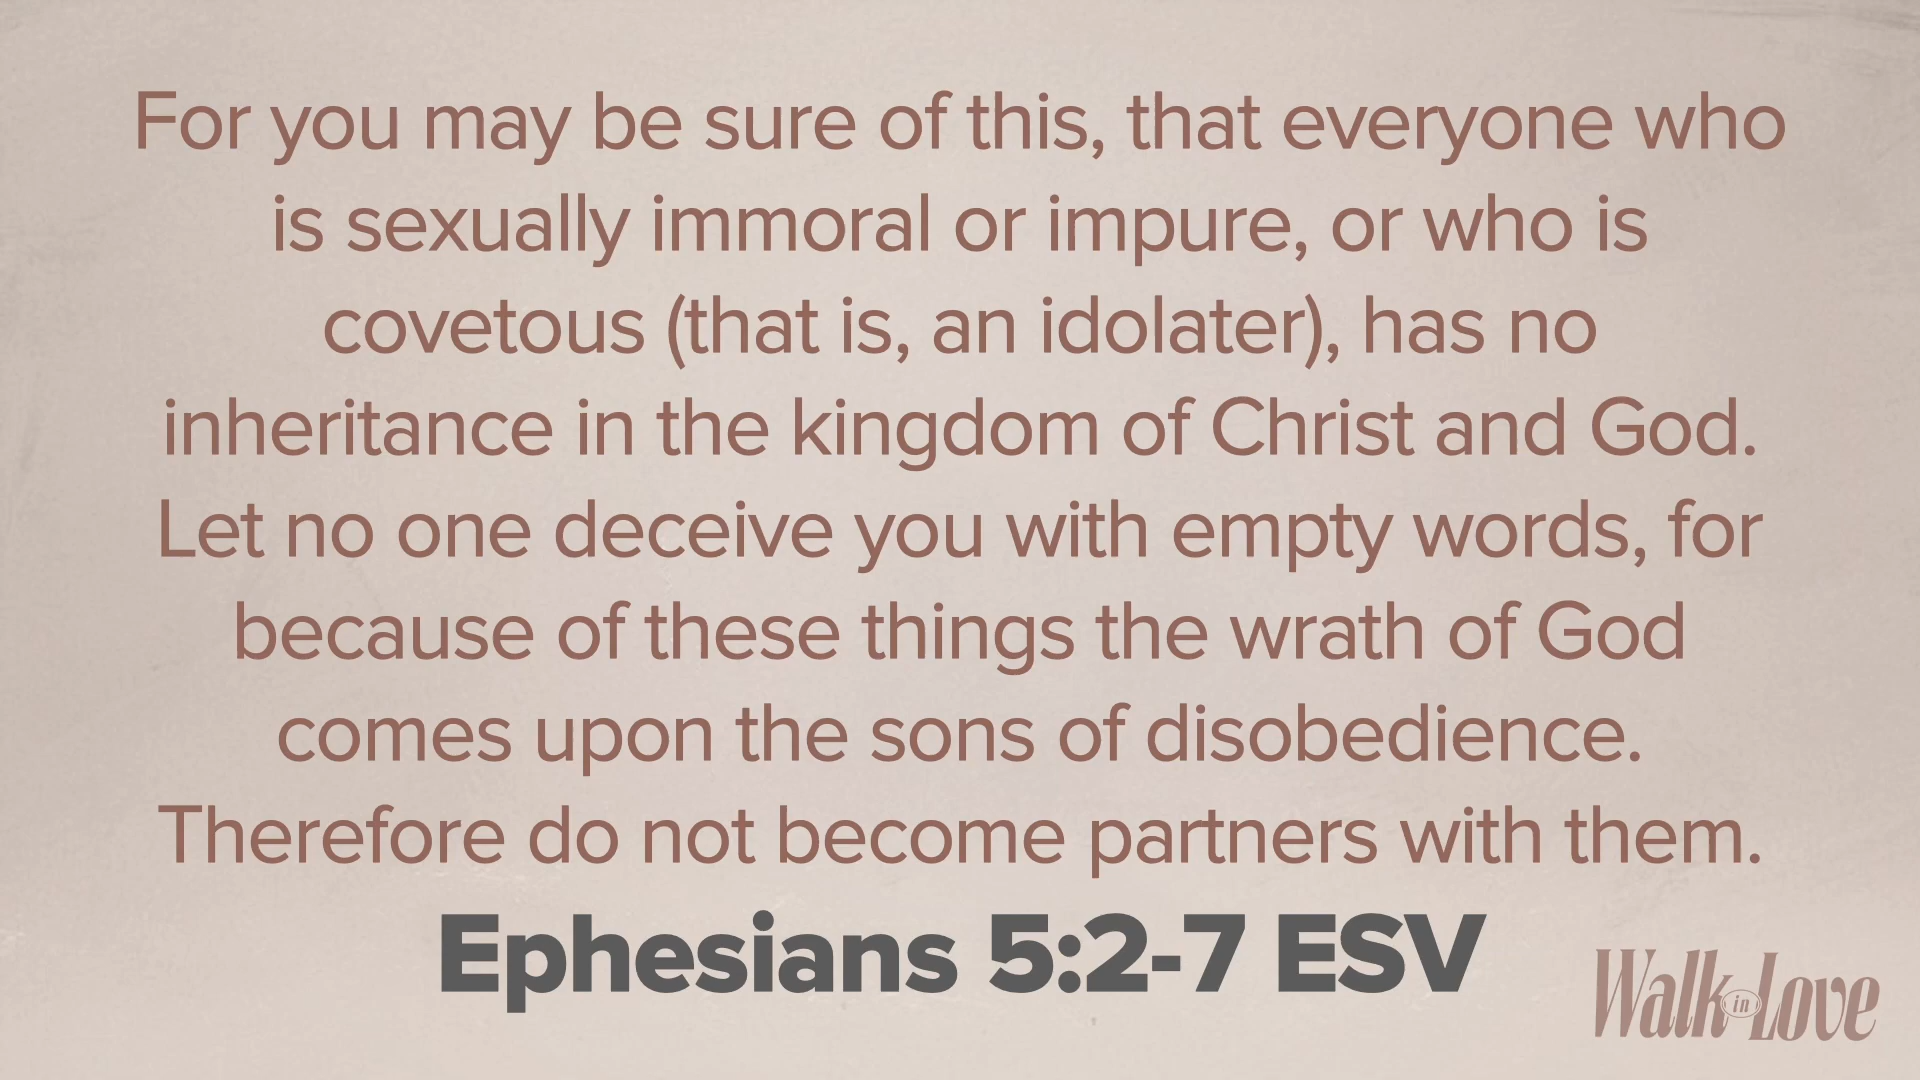 For you may be sure of this, that everyone who
is sexually immoral or impure, or who is
covetous (that is, an idolater), has no
inheritance in the kingdom of Christ and God.
Let no one deceive you with empty words, for
because of these things the wrath of God
comes upon the sons of disobedience.
Therefore do not become partners with them.
Ephesians 5:2-7 ESV
Walk in Love